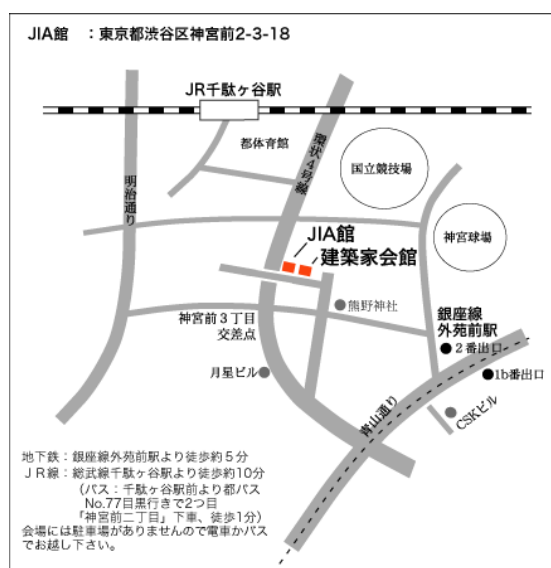 JIA館　：東京都渋谷区神宮前2-3-18
JR千駄ヶ谷駅
都体育館
環状４号線
国立競技場
明治通り
神宮球場
JIA館
建築家会館
熊野神社
神宮前３丁目
交差点
銀座線
外苑前駅
２番出口
月星ビル
1b番出口
青山通り
CSKビル
地下鉄：銀座線外苑前駅より徒歩約５分
ＪＲ線：総武線千駄ヶ谷駅より徒歩約10分
（バス：千駄ヶ谷駅前より都バス
No.77目黒行きで2つ目
「神宮前二丁目」下車、徒歩1分）
会場には駐車場がありませんので電車かバス
でお越し下さい。